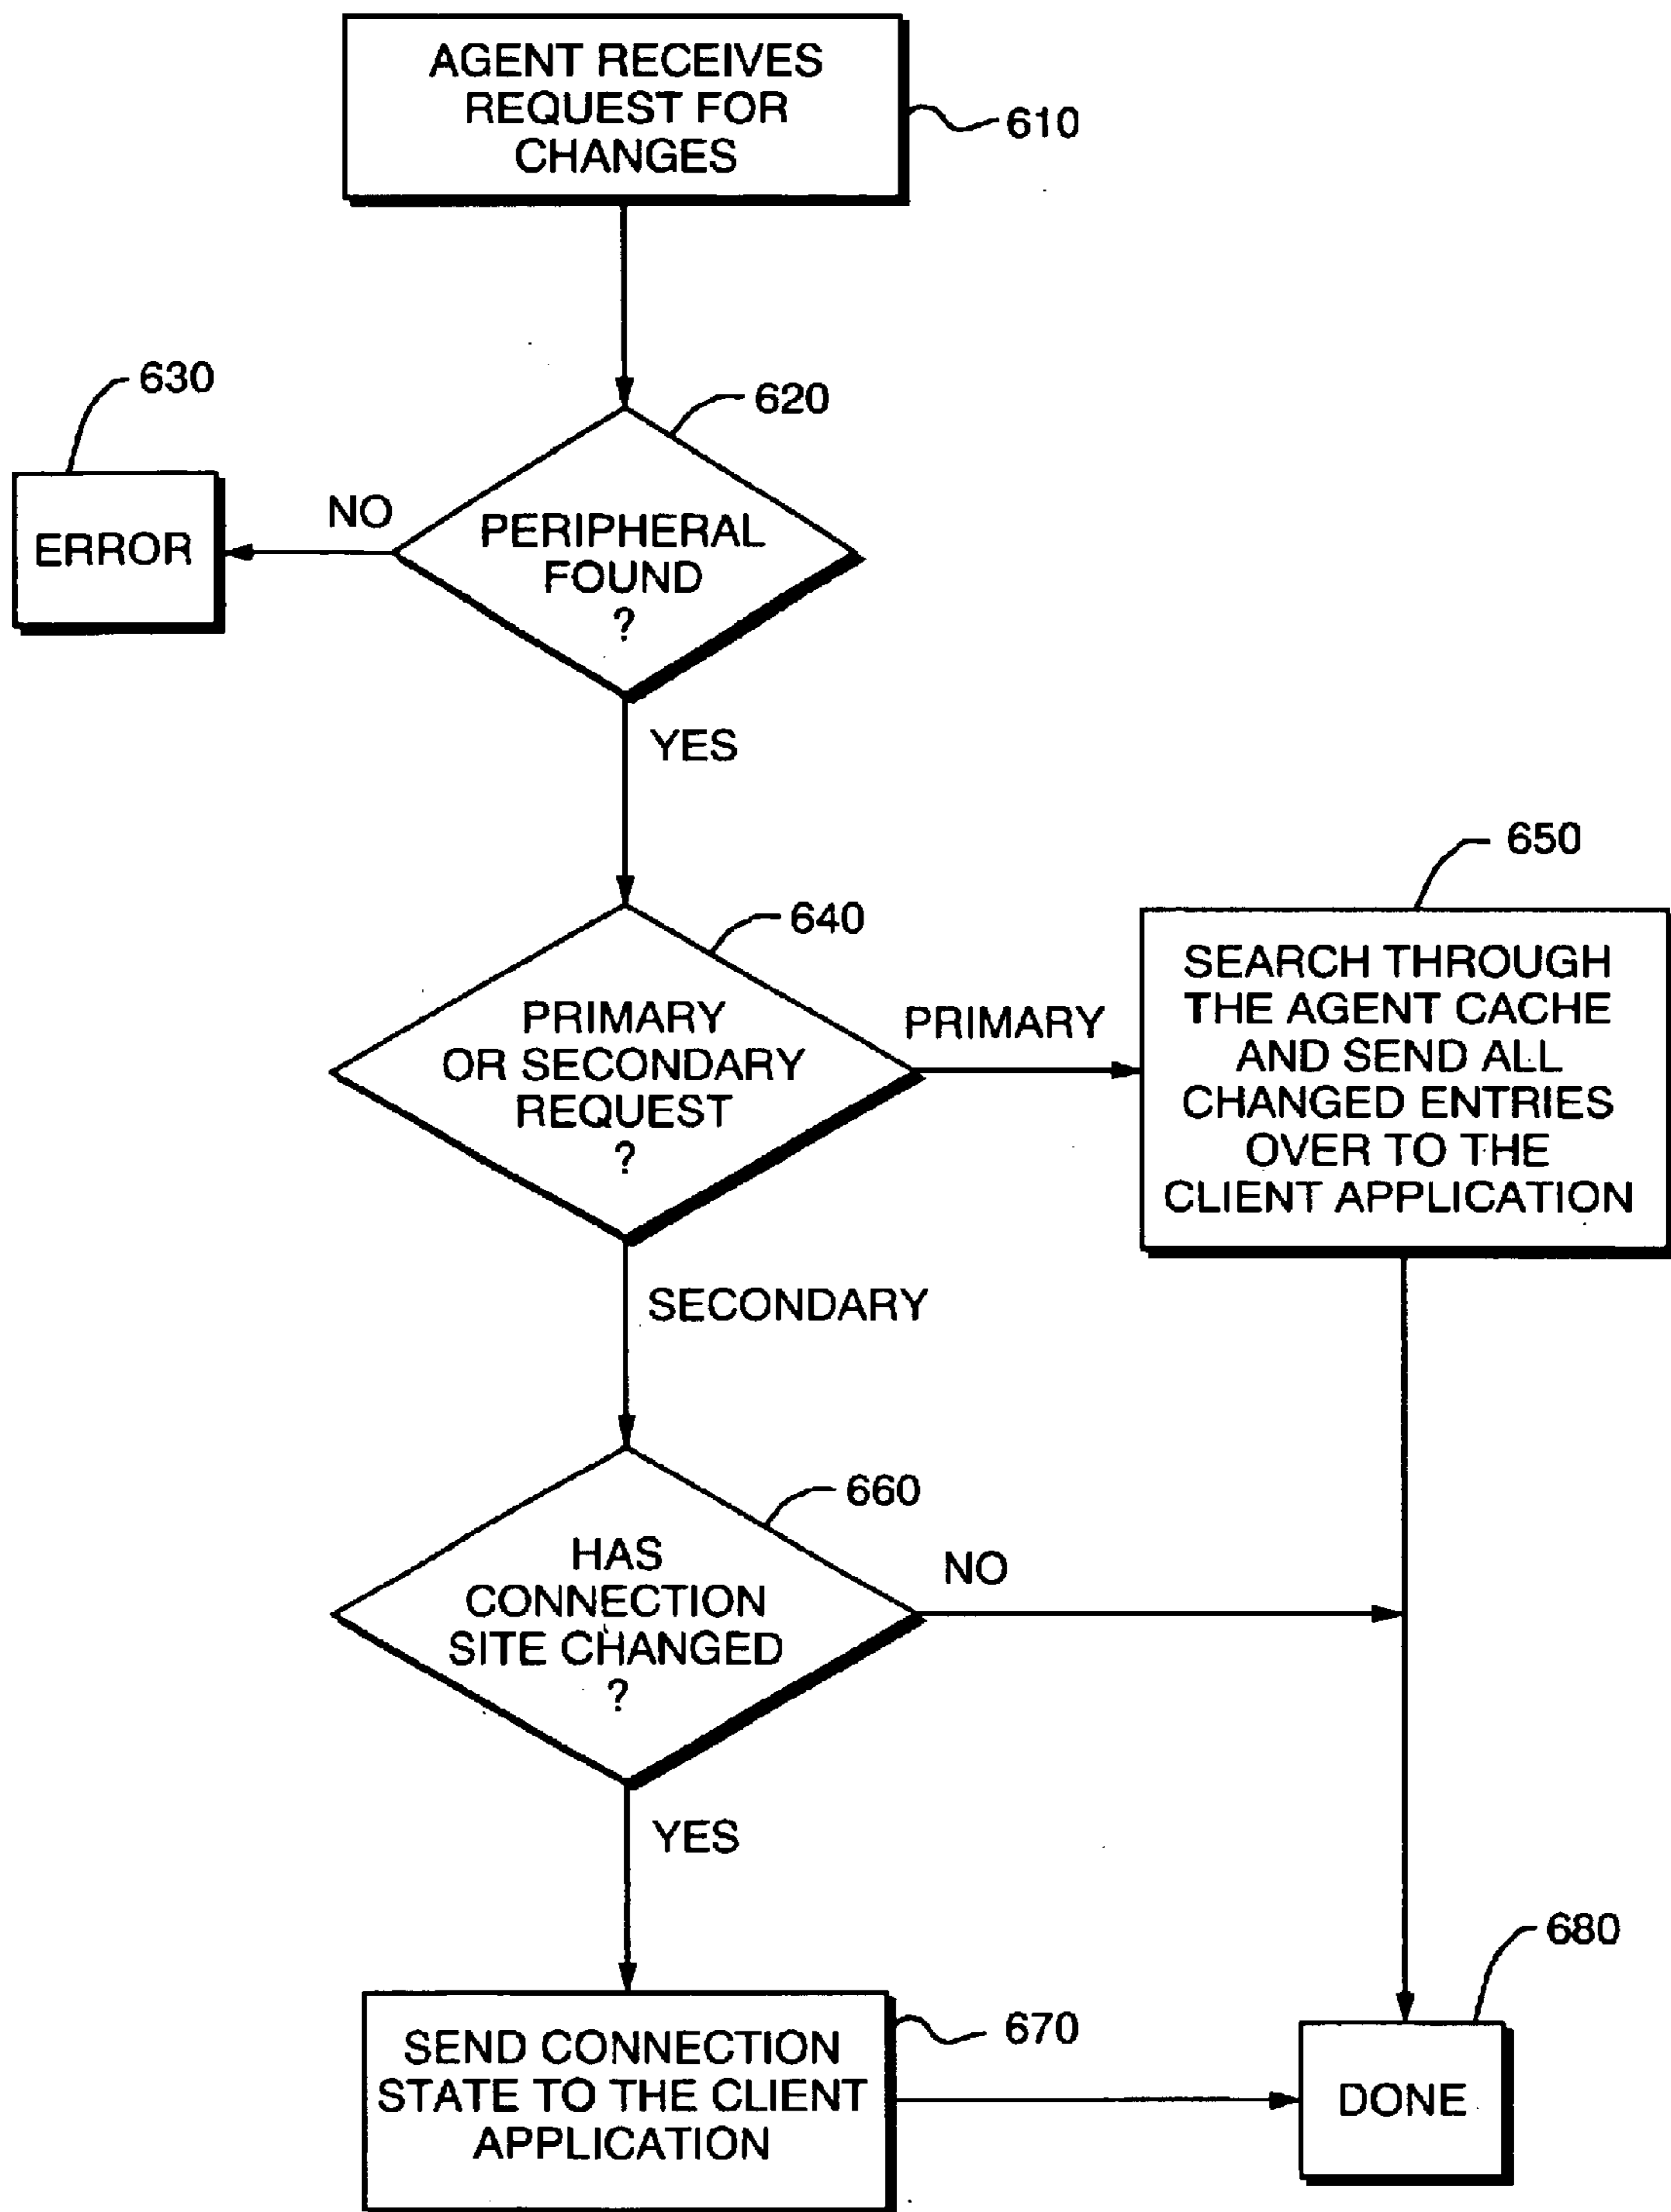 AGENT RECEIVES
REQUEST FOR
CHANGES
610
630
620
ERROR
NO
PERIPHERAL
FOUND
?
YES
640
650
PRIMARY
OR SECONDARY
REQUEST
?
PRIMARY
SEARCH THROUGH
THE AGENT CACHE
AND SEND ALL
CHANGED ENTRIES
OVER TO THE
CLIENT APPLICATION
SECONDARY
660
HAS
CONNECTION
SITE CHANGED
?
NO
YES
SEND CONNECTION
STATE TO THE CLIENT
APPLICATION
670
680
DONE